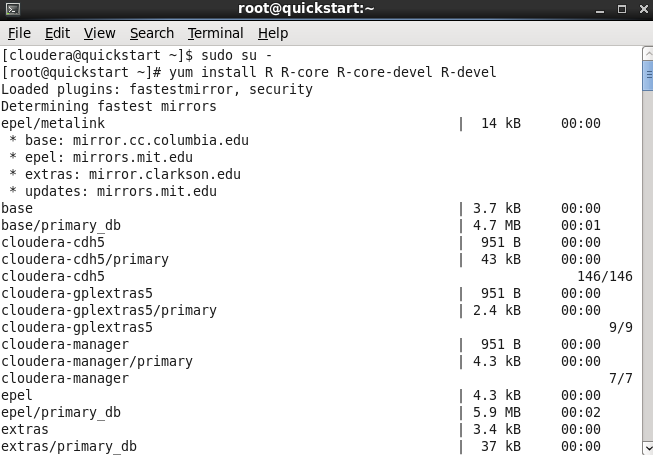 root@quickstart:~
File Edit View Search Terminal Help
[cloudera@quickstart ~]$ sudo su -
[root@quickstart ~]# yum install R R-core R-core-devel R-devel
Loaded plugins: fastestmirror, security
Determining fastest mirrors
epel/metalink | 14 kB 00:00
* base: mirror.cc.columbia.edu
* epel: mirrors.mit.edu
* extras: mirror.clarkson.edu
* updates: mirrors.mit.edu
base | 3.7 kB 00:00
base/primary_db | 4.7 MB 00:01
cloudera-cdh5 | 951 B 00:00
cloudera-cdh5/primary | 43 kB 00:00
cloudera-cdh5 146/146
cloudera-gplextras5 | 951 B 00:00
cloudera-gplextras5/primary | 2.4 kB 00:00
cloudera-gplextras5 9/9
cloudera-manager | 951 B 00:00
cloudera-manager/primary | 4.3 kB 00:00
cloudera-manager 7/7
epel | 4.3 kB 00:00
epel/primary_db | 5.9 MB 00:02
extras | 3.4 kB 00:00
extras/primary_db | 37 kB 00:00